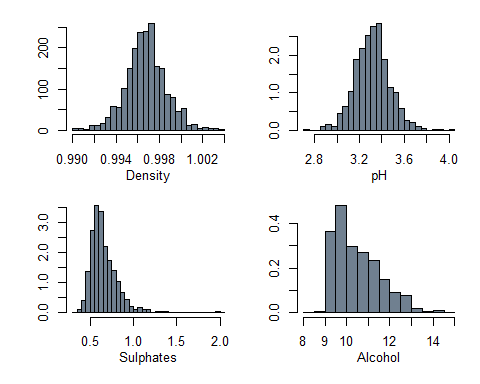 0 100 200
0.990 0.994 0.998 1.002
Density
0.0 1.0 2.0
2.8 3.2 3.6 4.0
pH
0.0 1.0 2.0 3.0
0.5 1.0 1.5 2.0
Sulphates
0.0 0.2 0.4
8 9 10 12 14
Alcohol